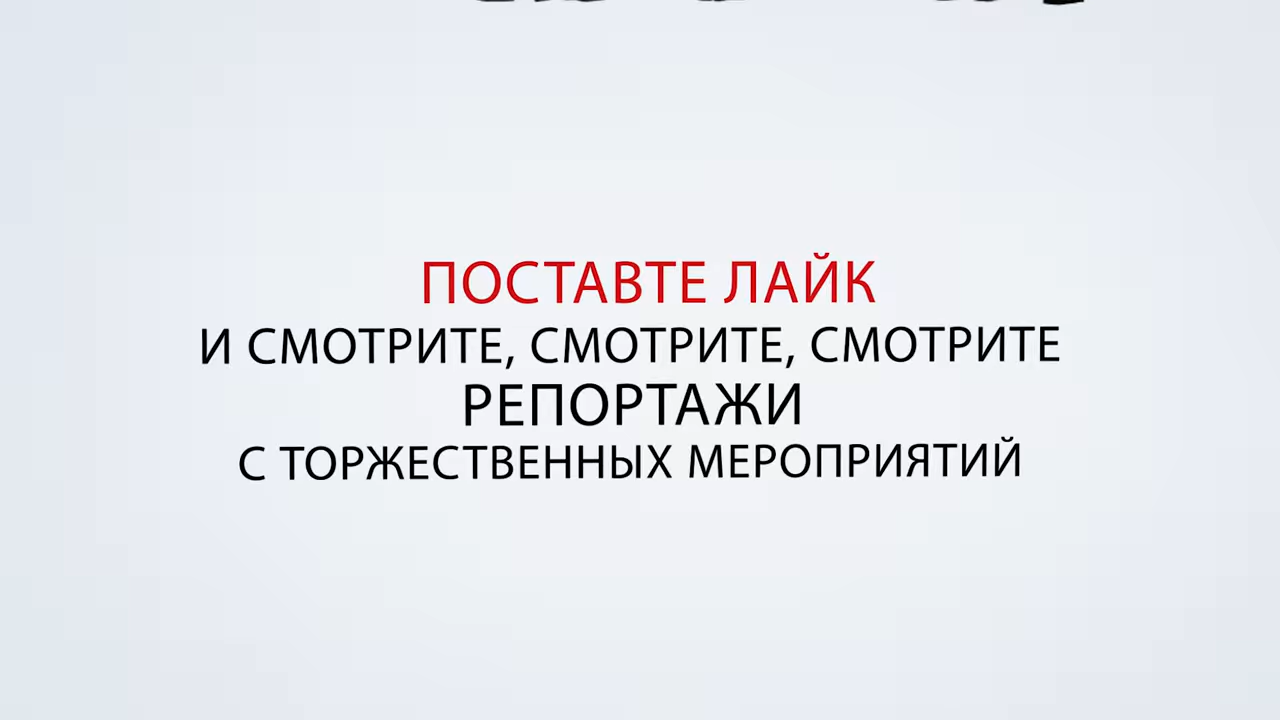 ПОСТАВТЕ ЛАЙК
И СМОТРИТЕ, СМОТРИТЕ, СМОТРИТЕ
РЕПОРТАЖИ
С ТОРЖЕСТВЕННЫХ МЕРОПРИЯТИЙ